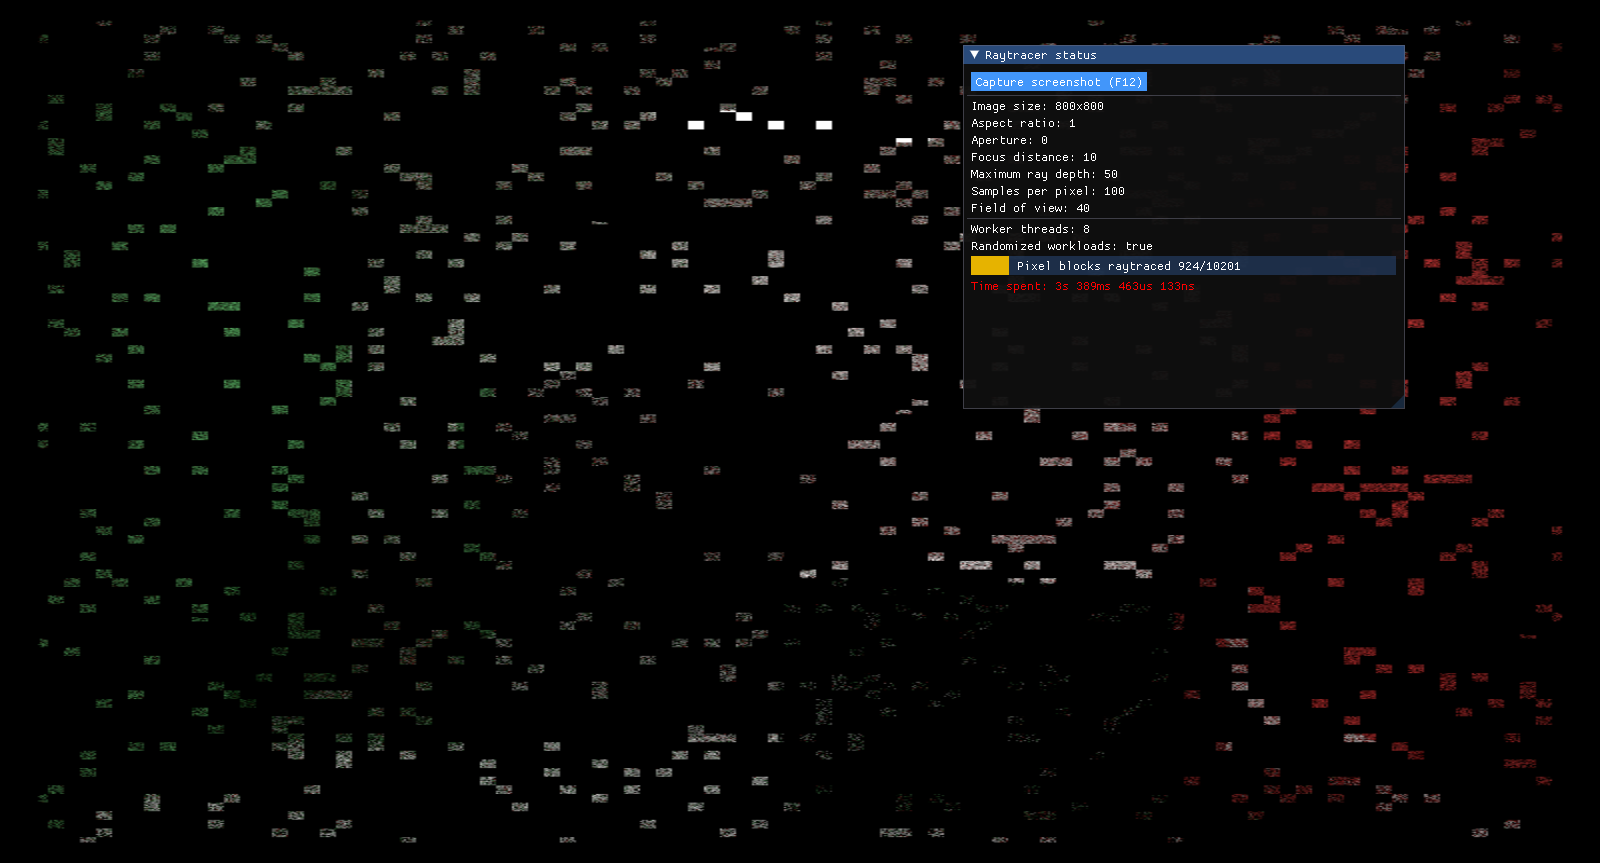 Raytracer status
Capture screenshot (F12)
Image size: 800x800
Aspect ratio: 1
Aperture: 0
Focus distance: 10
Maximum ray depth: 50
Samples per pixel: 100
Field of view: 40
Worker threads: 8
Randomized workloads: true
Pixel blocks raytraced 924/10201
Time spent: 3s 389ms 463us 133ns